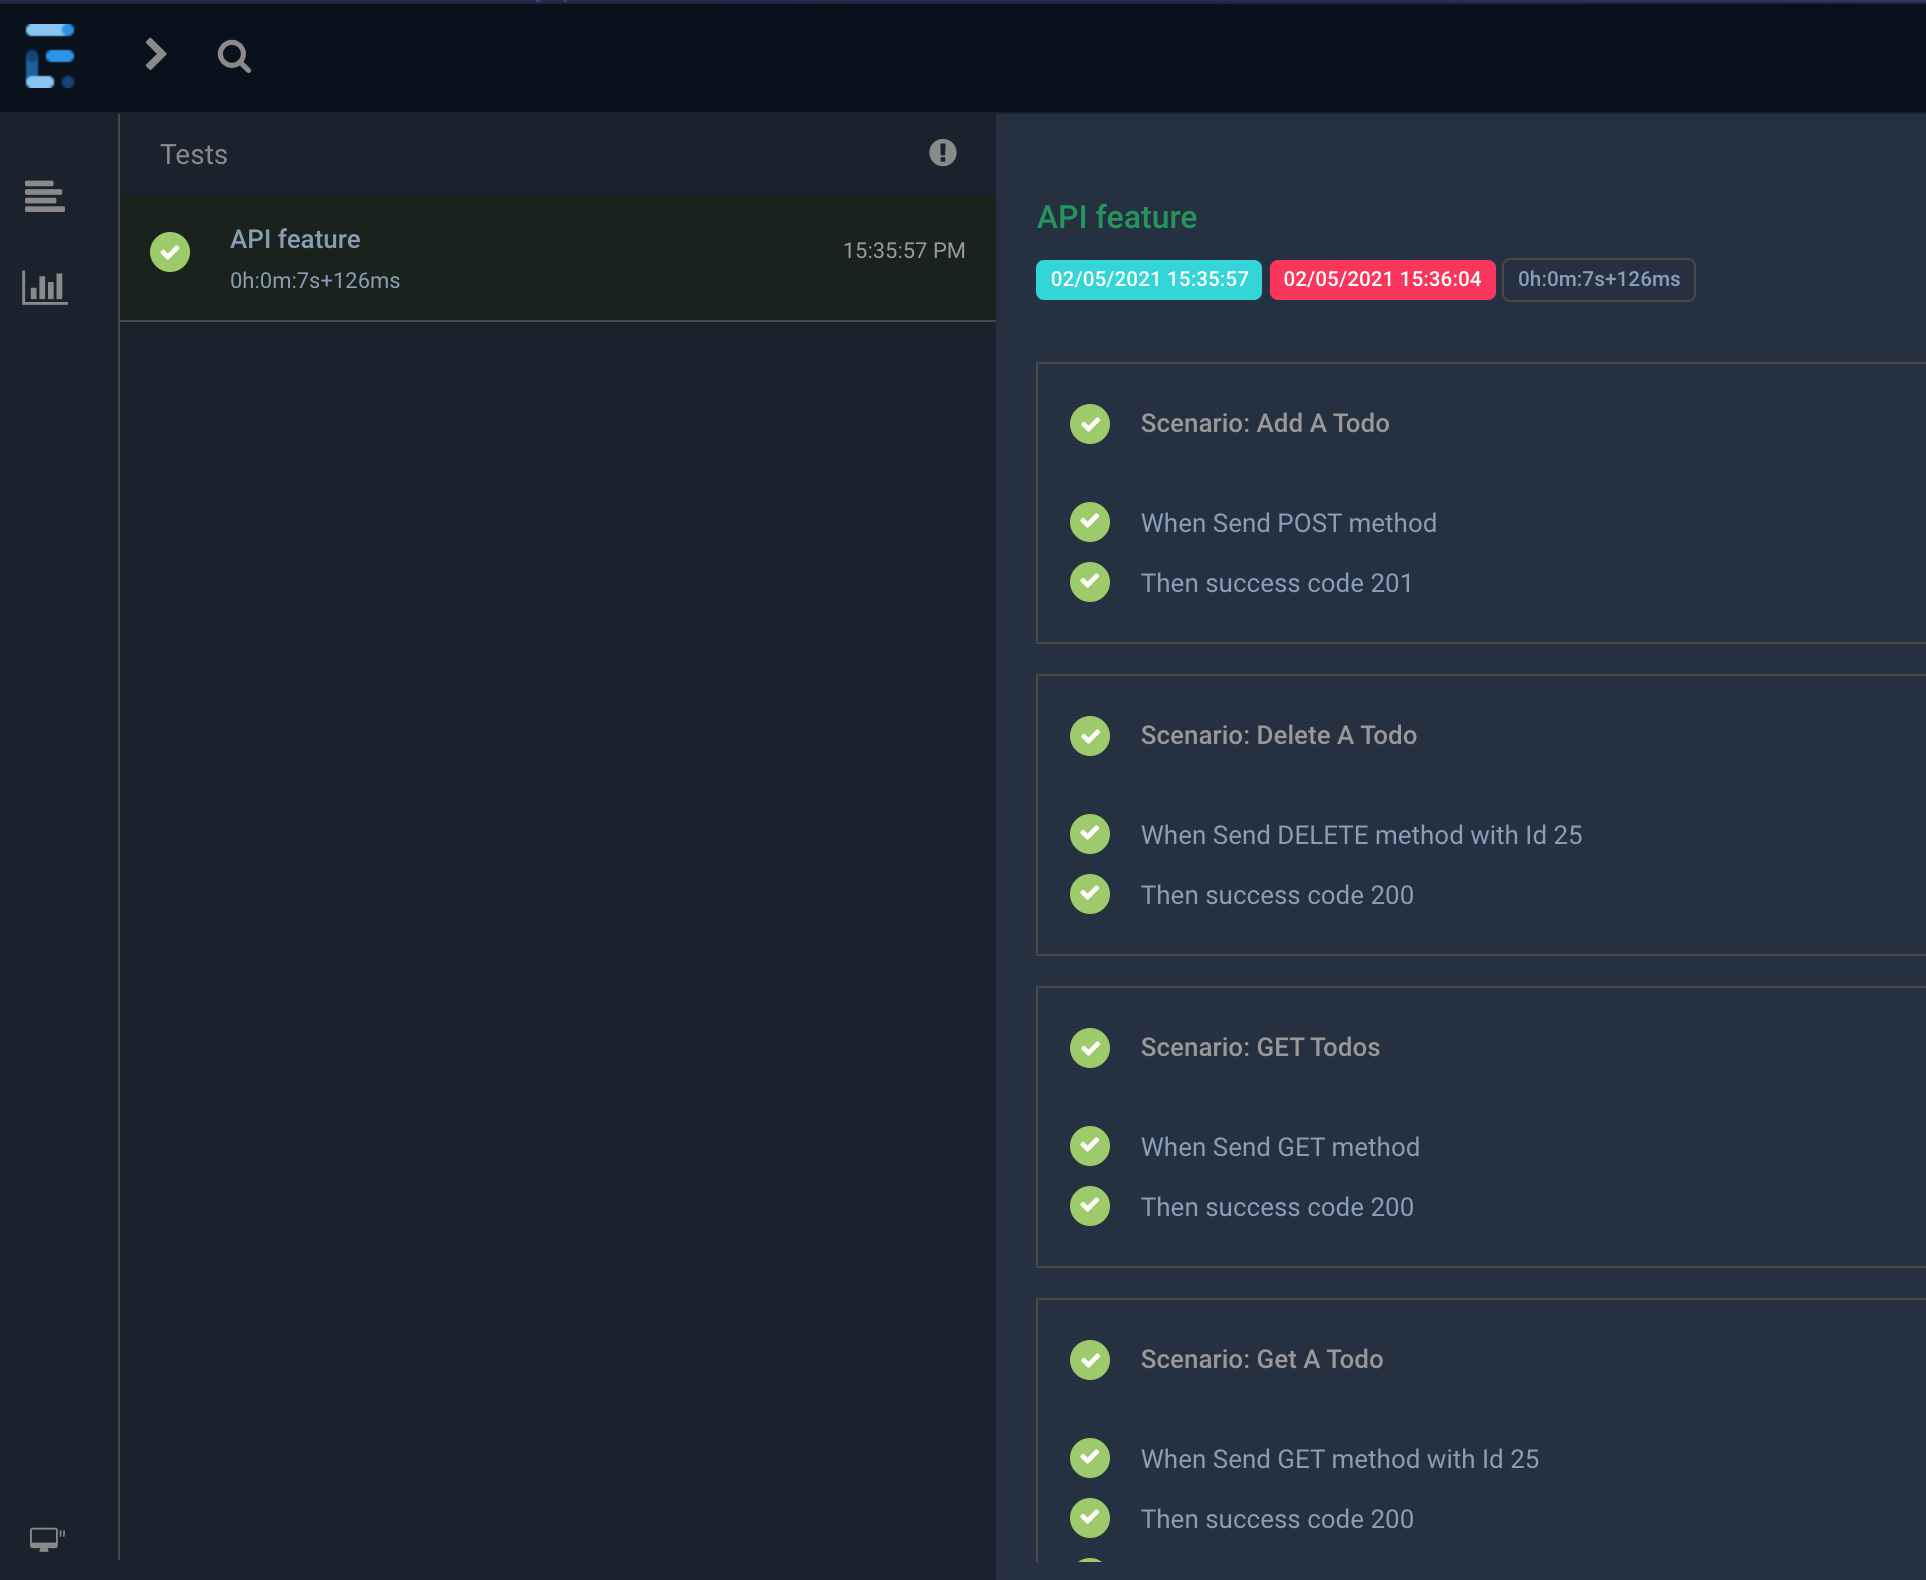 Tests
API feature
15:35:57 PM
0h:0m:7s+126ms
API feature
02/05/2021 15:35:57 02/05/2021 15:36:04 0h:0m:7s+126ms
Scenario: Add A Todo
When Send POST method
Then success code 201
Scenario: Delete A Todo
When Send DELETE method with Id 25
Then success code 200
Scenario: GET Todos
When Send GET method
Then success code 200
Scenario: Get A Todo
When Send GET method with Id 25
Then success code 200